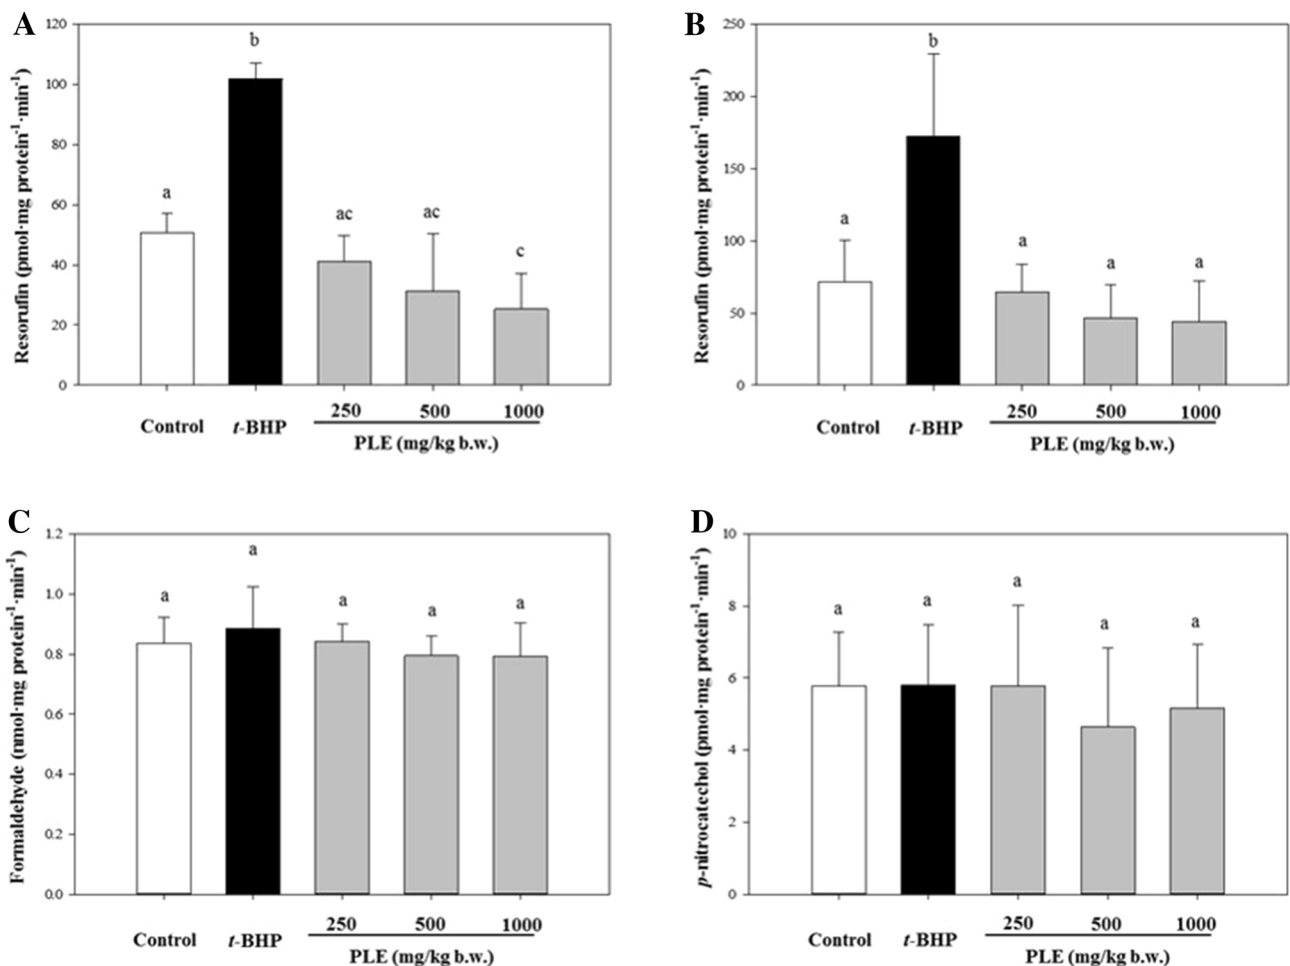 A
Resorufin (pmol·mg protein⁻¹·min⁻¹)
120
100
80
60
40
20
0
a
b
ac
ac
c
Control
t-BHP
250
500
1000
PLE (mg/kg b.w.)
B
Resorufin (pmol·mg protein⁻¹·min⁻¹)
250
200
150
100
50
0
a
b
a
a
a
Control
t-BHP
250
500
1000
PLE (mg/kg b.w.)
C
Formaldehyde (nmol·mg protein⁻¹·min⁻¹)
1.2
1.0
0.8
0.6
0.4
0.2
0.0
a
a
a
a
a
Control
t-BHP
250
500
1000
PLE (mg/kg b.w.)
D
p-nitrocatechol (pmol·mg protein⁻¹·min⁻¹)
10
8
6
4
2
0
a
a
a
a
a
Control
t-BHP
250
500
1000
PLE (mg/kg b.w.)